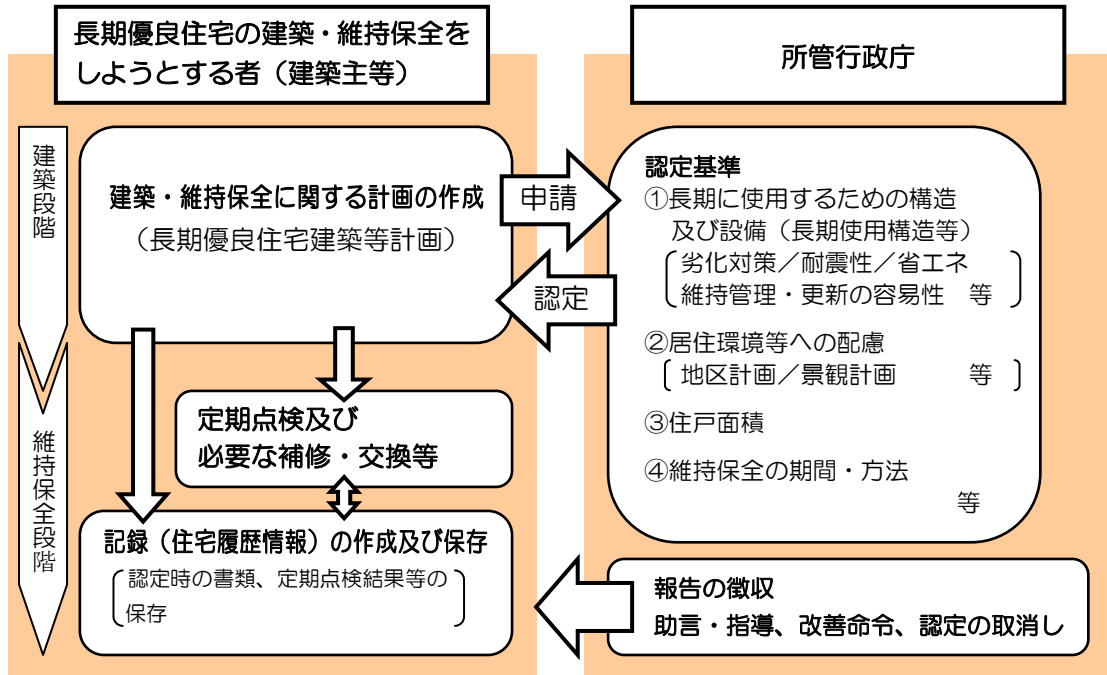 長期優良住宅の建築・維持保全を
しようとする者（建築主等）
所管行政庁
建築段階
維持保全段階
建築・維持保全に関する計画の作成
（長期優良住宅建築等計画）
申請
認定
認定基準
①長期に使用するための構造
及び設備（長期使用構造等）
劣化対策／耐震性／省エネ
維持管理・更新の容易性　等
②居住環境等への配慮
地区計画／景観計画　　等
③住戸面積
④維持保全の期間・方法
等
定期点検及び
必要な補修・交換等
記録（住宅履歴情報）の作成及び保存
認定時の書類、定期点検結果等の
保存
報告の徴収
助言・指導、改善命令、認定の取消し